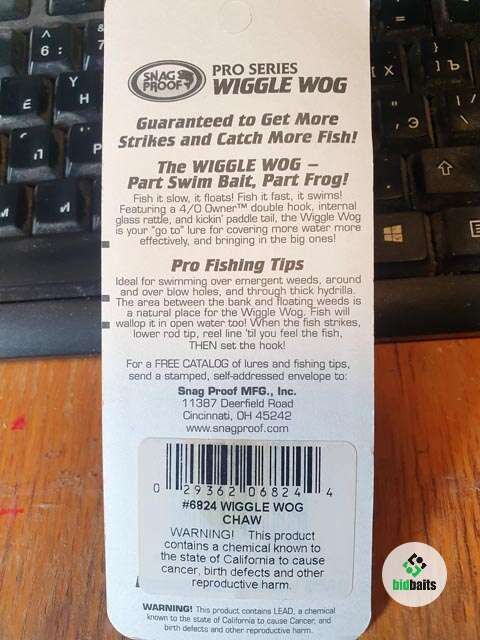 SNAG
PROOF
PRO SERIES
WIGGLE WOG
Guaranteed to Get More
Strikes and Catch More Fish!
The WIGGLE WOG –
Part Swim Bait, Part Frog!
Fish it slow, it floats! Fish it fast, it swims!
Featuring a 4/0 Owner™ double hook, internal
glass rattle, and kickin' paddle tail, the Wiggle Wog
is your "go to" lure for covering more water more
effectively, and bringing in the big ones!
Pro Fishing Tips
Ideal for swimming over emergent weeds, around
and over blow holes, and through thick hydrilla.
The area between the bank and floating weeds is
a natural place for the Wiggle Wog. Fish will
wallop it in open water too! When the fish strikes,
lower rod tip, reel line 'til you feel the fish,
THEN set the hook!
For a FREE CATALOG of lures and fishing tips,
send a stamped, self-addressed envelope to:
Snag Proof MFG., Inc.
11387 Deerfield Road
Cincinnati, OH 45242
www.snagproof.com
0 29362 06824 4
#6824 WIGGLE WOG
CHAW
WARNING! This product
contains a chemical known to
the state of California to cause
cancer, birth defects and other
reproductive harm.
WARNING! This product contains LEAD, a chemical
known to the state of California to cause Cancer, and
birth defects and other reproductive harm.
bidbaits
6
7
E
H
П
Р
X
Ъ
Э